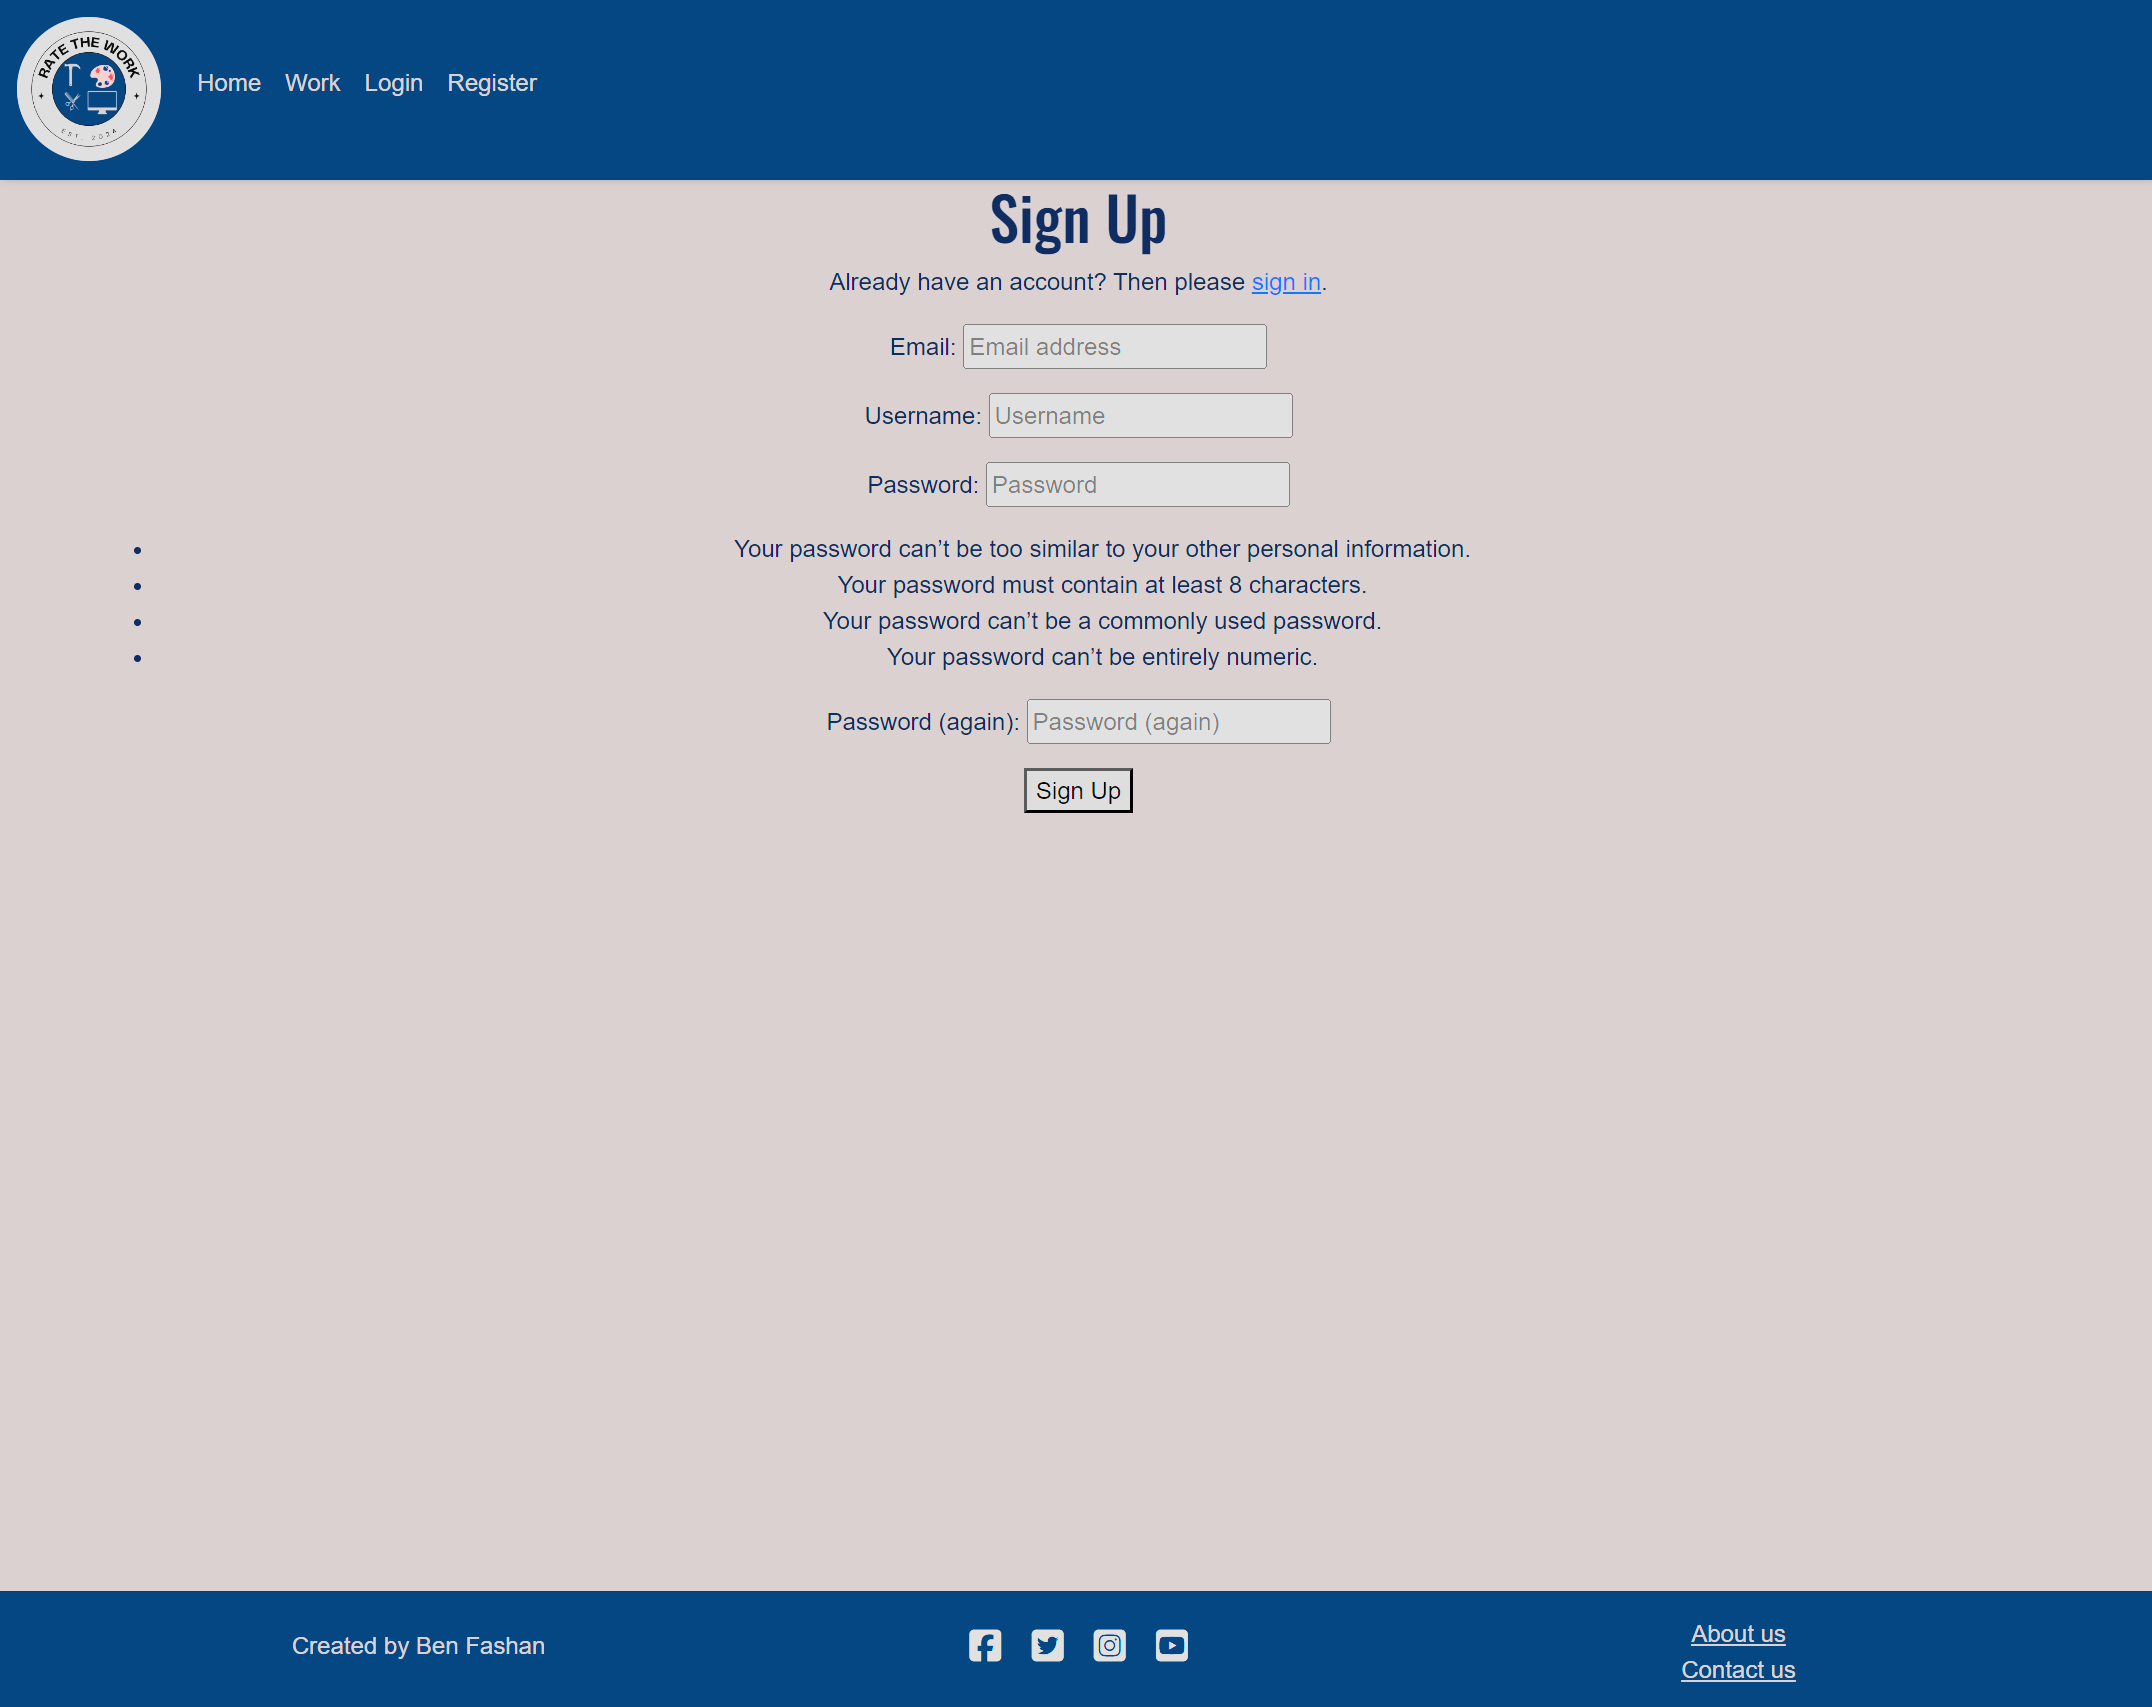 RATE THE WORK
EST. 2024
Home Work Login Register
Sign Up
Already have an account? Then please sign in.
Email: Email address
Username: Username
Password: Password
• Your password can’t be too similar to your other personal information.
• Your password must contain at least 8 characters.
• Your password can’t be a commonly used password.
• Your password can’t be entirely numeric.
Password (again): Password (again)
Sign Up
Created by Ben Fashan
About us
Contact us